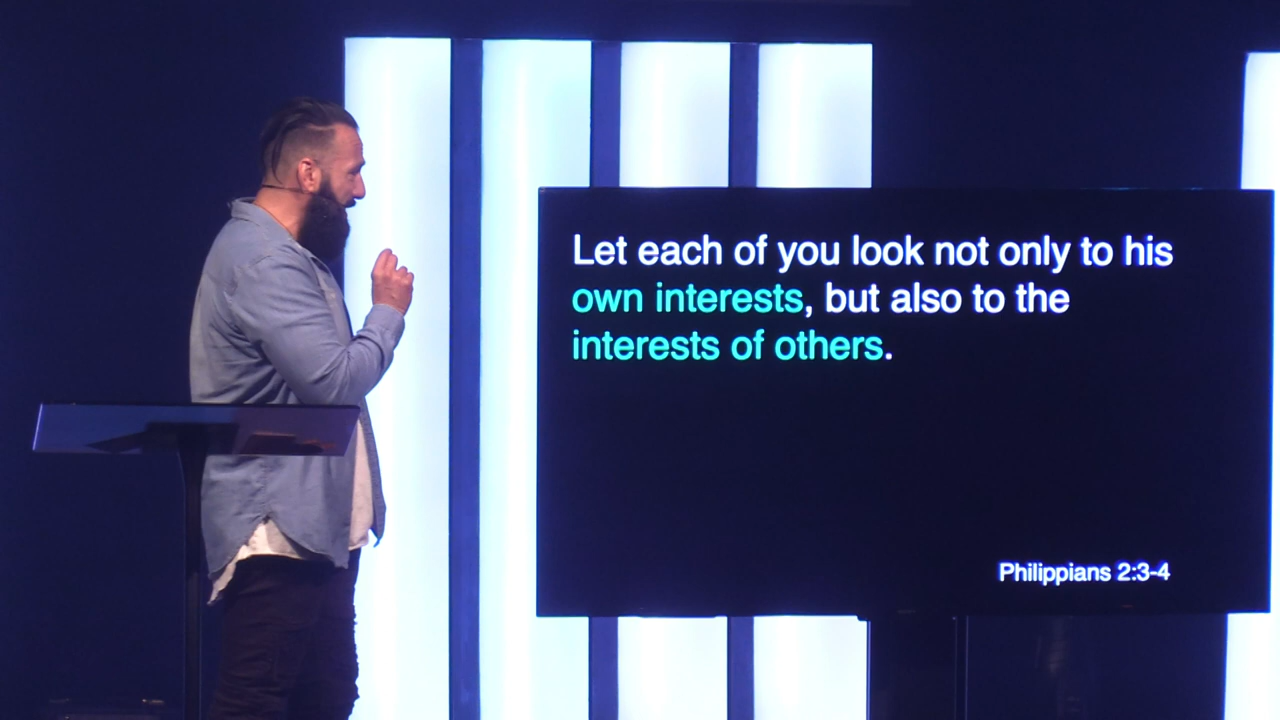 Let each of you look not only to his
own interests, but also to the
interests of others.
Philippians 2:3-4